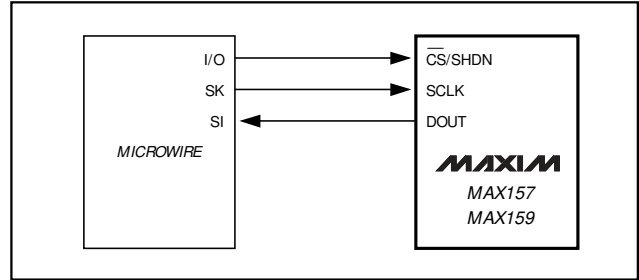 I/O
SK
SI
MICROWIRE
CS/SHDN
SCLK
DOUT
MAXIM
MAX157
MAX159